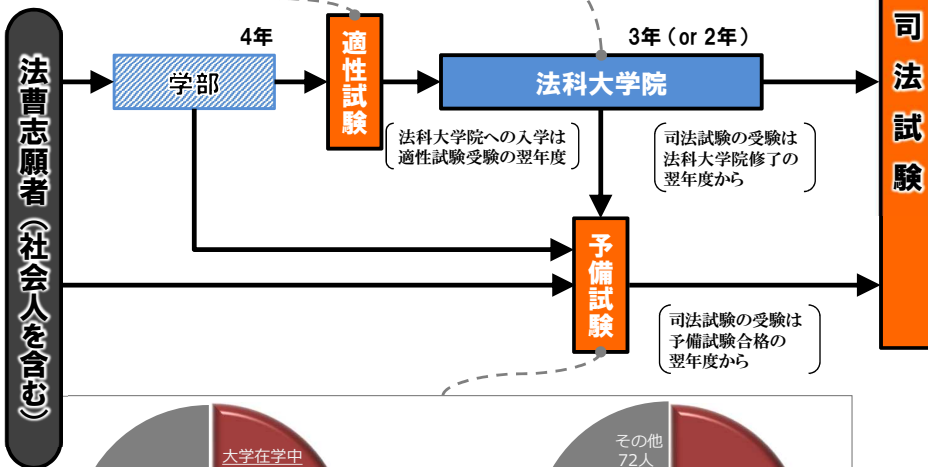 法曹志願者（社会人を含む）
4年
学部
適性試験
3年（or 2年）
法科大学院
法科大学院への入学は
適性試験受験の翌年度
司法試験の受験は
法科大学院修了の
翌年度から
司法試験
予備試験
司法試験の受験は
予備試験合格の
翌年度から
大学在学中
その他
72人